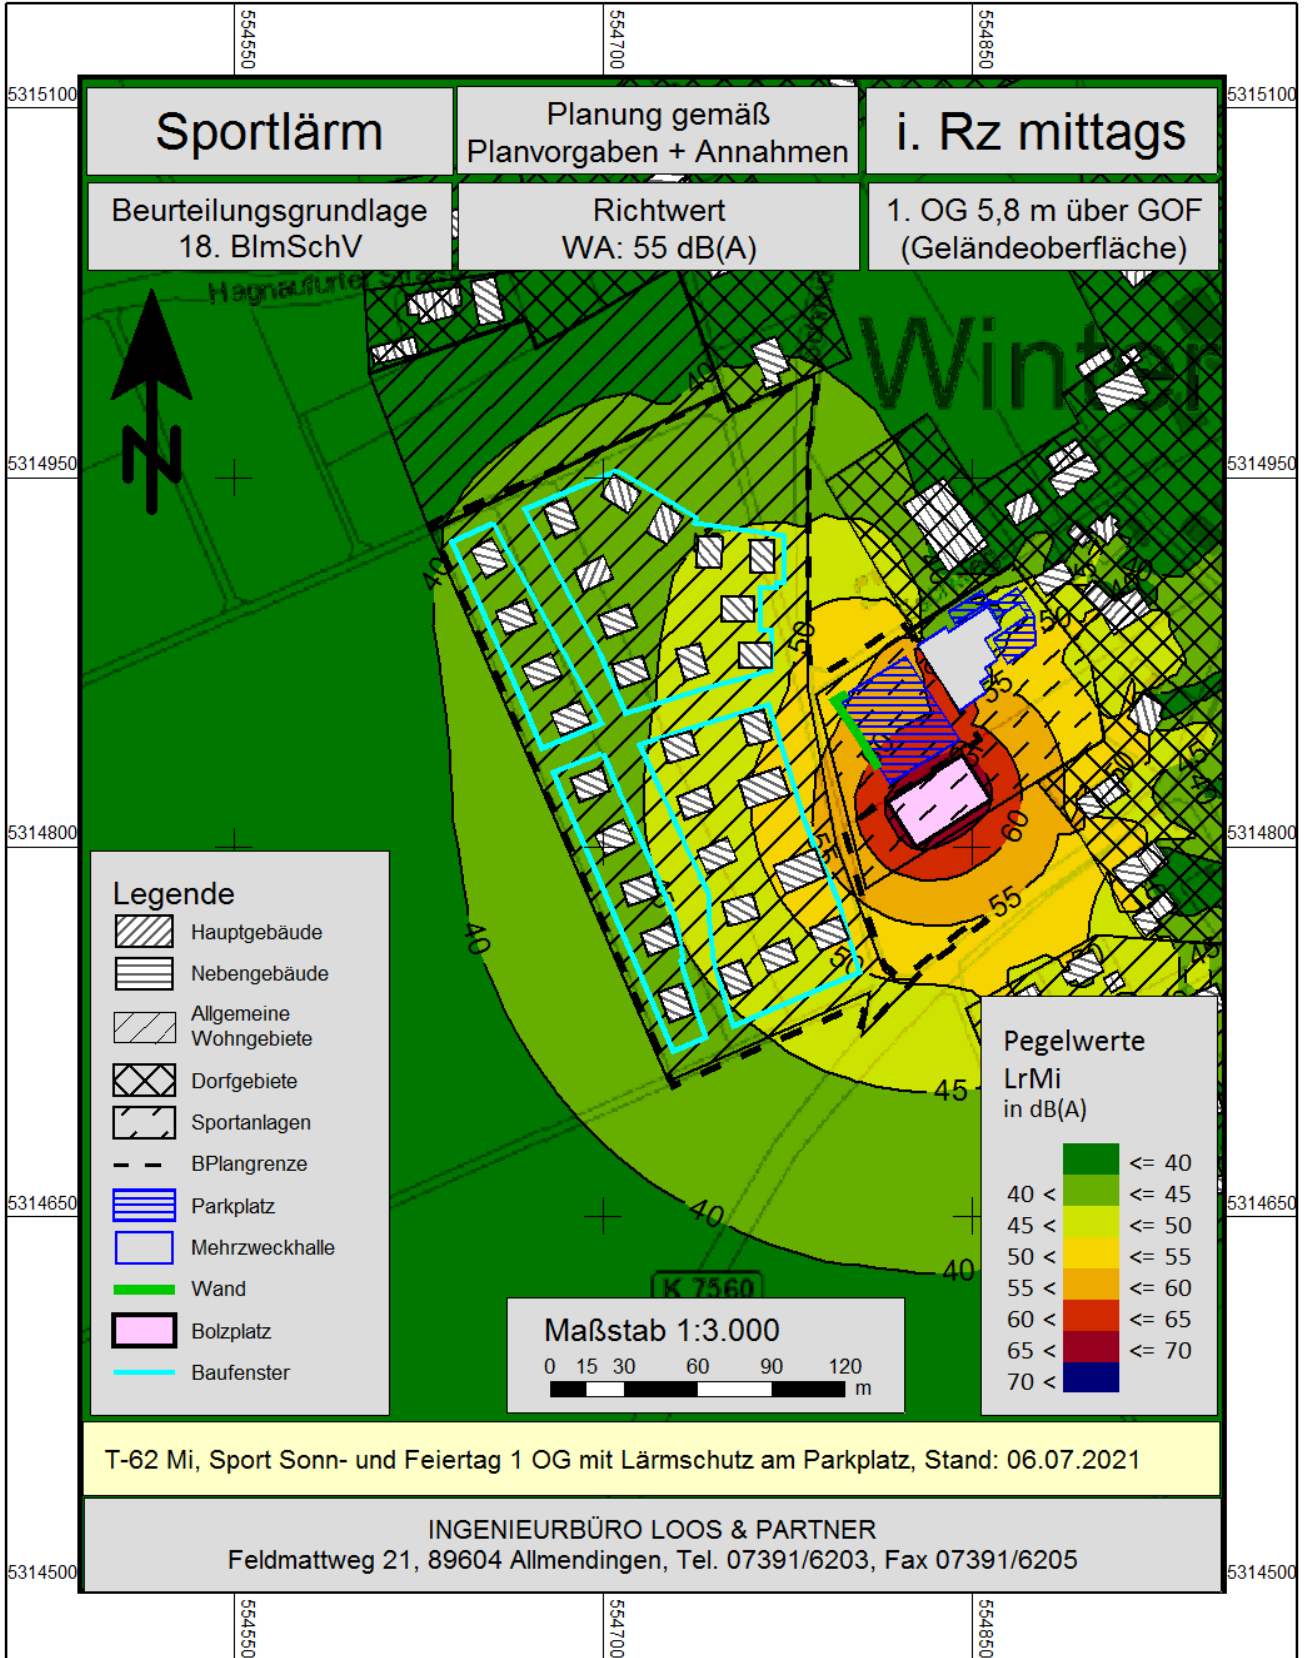 554550
554700
554850
5315100
5315100
Sportlärm
Planung gemäß
Planvorgaben + Annahmen
i. Rz mittags
Beurteilungsgrundlage
18. BImSchV
Richtwert
WA: 55 dB(A)
1. OG 5,8 m über GOF
(Geländeoberfläche)
Hagnaufurter
Winter
N
40
5314950
5314950
40
50
50
55
60
55
55
50
50
45
40
45
40
45
40
40
5314800
5314800
5314650
5314650
K 7560
Legende
Hauptgebäude
Nebengebäude
Allgemeine
Wohngebiete
Dorfgebiete
Sportanlagen
BPlangrenze
Parkplatz
Mehrzweckhalle
Wand
Bolzplatz
Baufenster
Pegelwerte
LrMi
in dB(A)
<= 40
40 < <= 45
45 < <= 50
50 < <= 55
55 < <= 60
60 < <= 65
65 < <= 70
70 <
Maßstab 1:3.000
0 15 30 60 90 120
m
T-62 Mi, Sport Sonn- und Feiertag 1 OG mit Lärmschutz am Parkplatz, Stand: 06.07.2021
INGENIEURBÜRO LOOS & PARTNER
Feldmattweg 21, 89604 Allmendingen, Tel. 07391/6203, Fax 07391/6205
5314500
5314500
554550
554700
554850